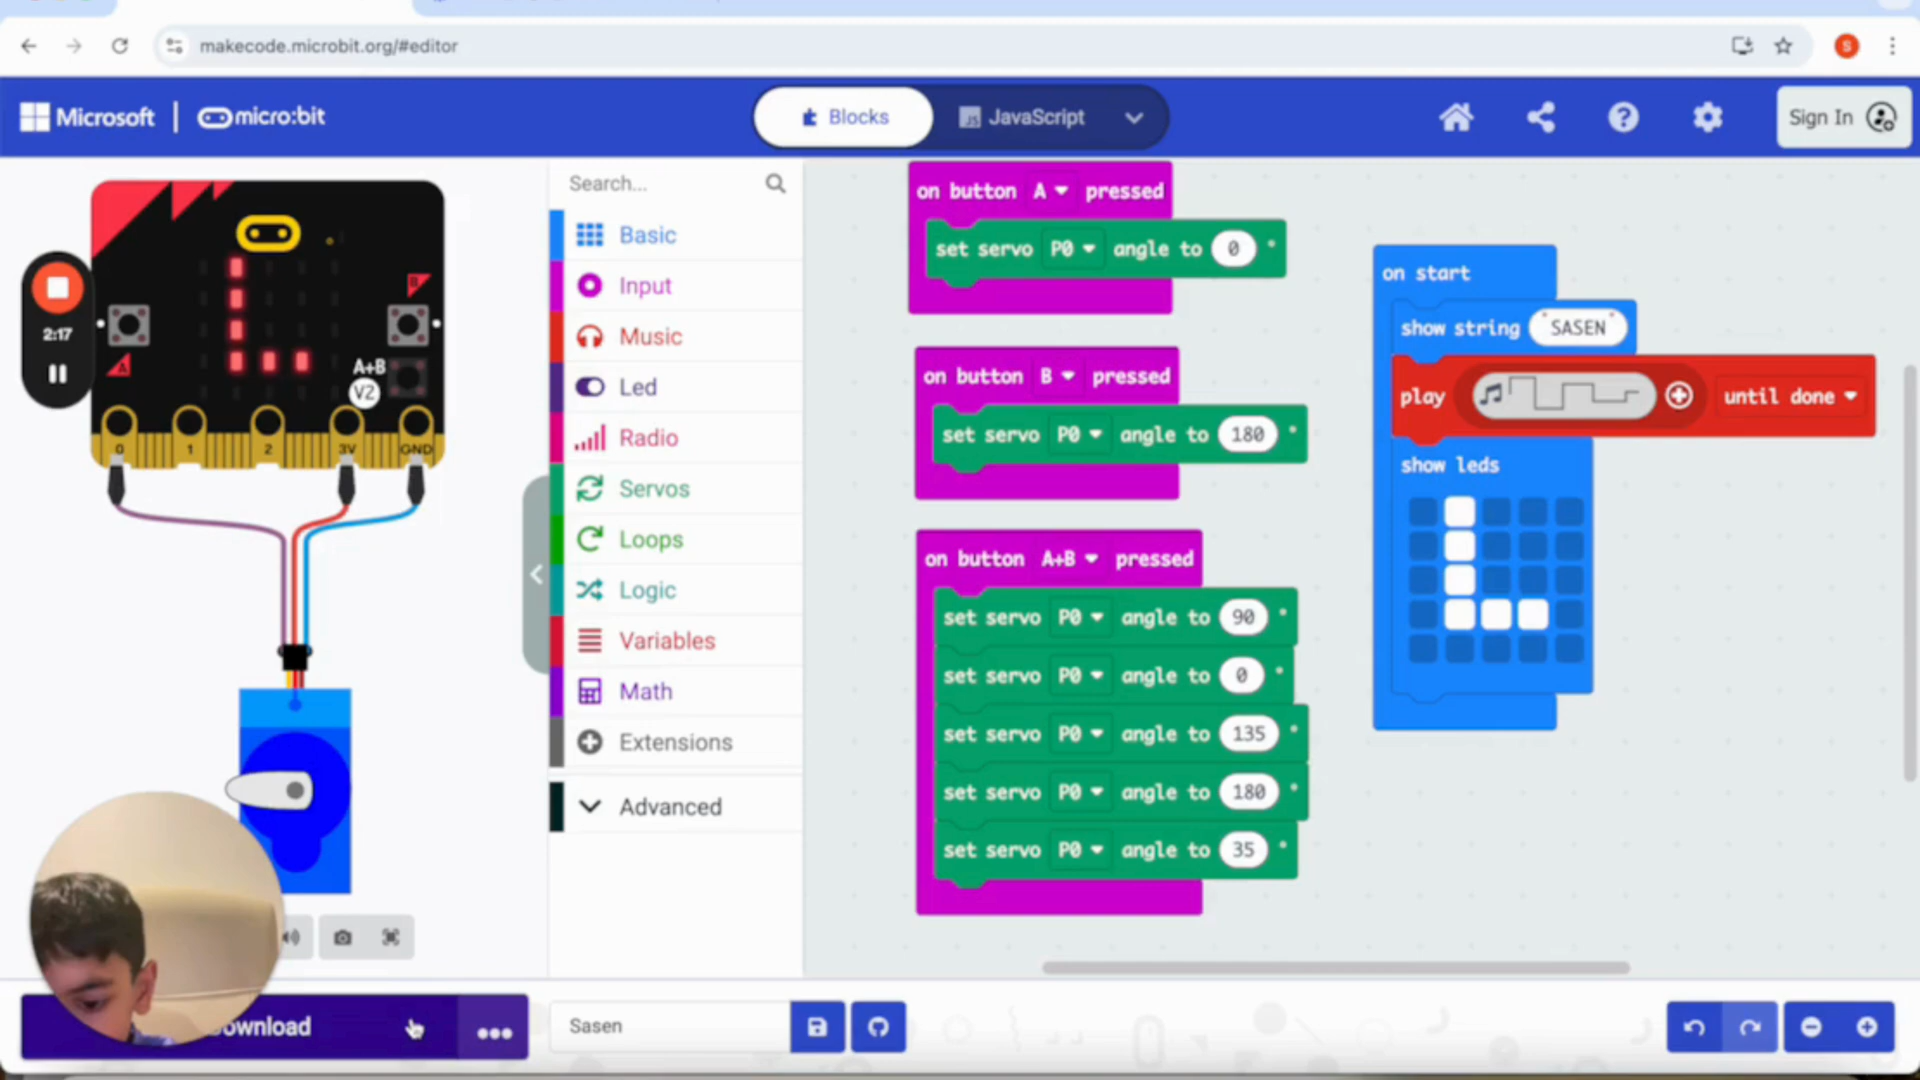 makecode.microbit.org/#editor
S
Microsoft
micro:bit
Blocks
JS JavaScript
Sign In
Search...
Basic
Input
Music
Led
Radio
Servos
Loops
Logic
Variables
Math
Extensions
Advanced
2:17
B
A
A+B
V2
0 1 2 3V GND
on button A pressed
set servo P0 angle to 0 °
on button B pressed
set servo P0 angle to 180 °
on button A+B pressed
set servo P0 angle to 90 °
set servo P0 angle to 0 °
set servo P0 angle to 135 °
set servo P0 angle to 180 °
set servo P0 angle to 35 °
on start
show string "SASEN"
play until done
show leds
Sasen